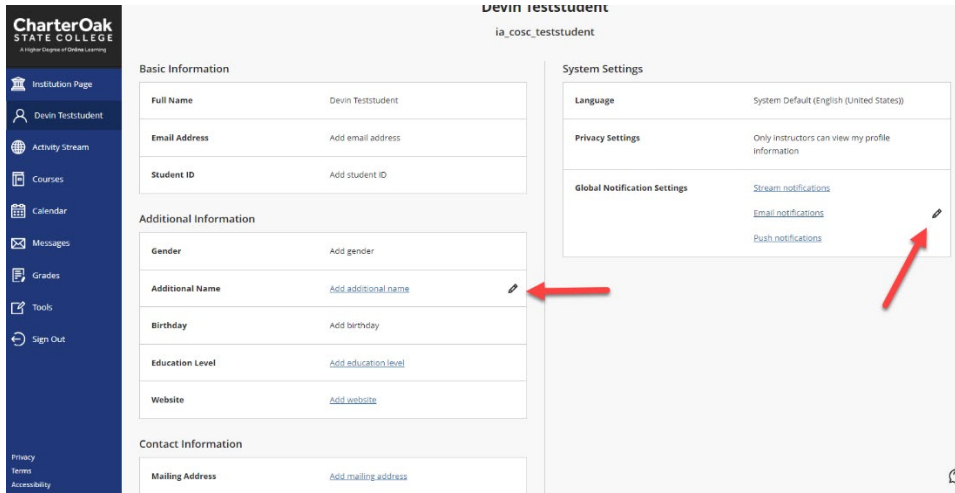 CharterOak
STATE COLLEGE
A Higher Degree of Online Learning
Institution Page
Devin Teststudent
Activity Stream
Courses
Calendar
Messages
Grades
Tools
Sign Out
Privacy
Terms
Accessibility
Devin Teststudent
ia_cosc_teststudent
Basic Information
Full Name Devin Teststudent
Email Address Add email address
Student ID Add student ID
Additional Information
Gender Add gender
Additional Name Add additional name
Birthday Add birthday
Education Level Add education level
Website Add website
Contact Information
Mailing Address Add mailing address
System Settings
Language System Default (English (United States))
Privacy Settings Only instructors can view my profile
information
Global Notification Settings Stream notifications
Email notifications
Push notifications